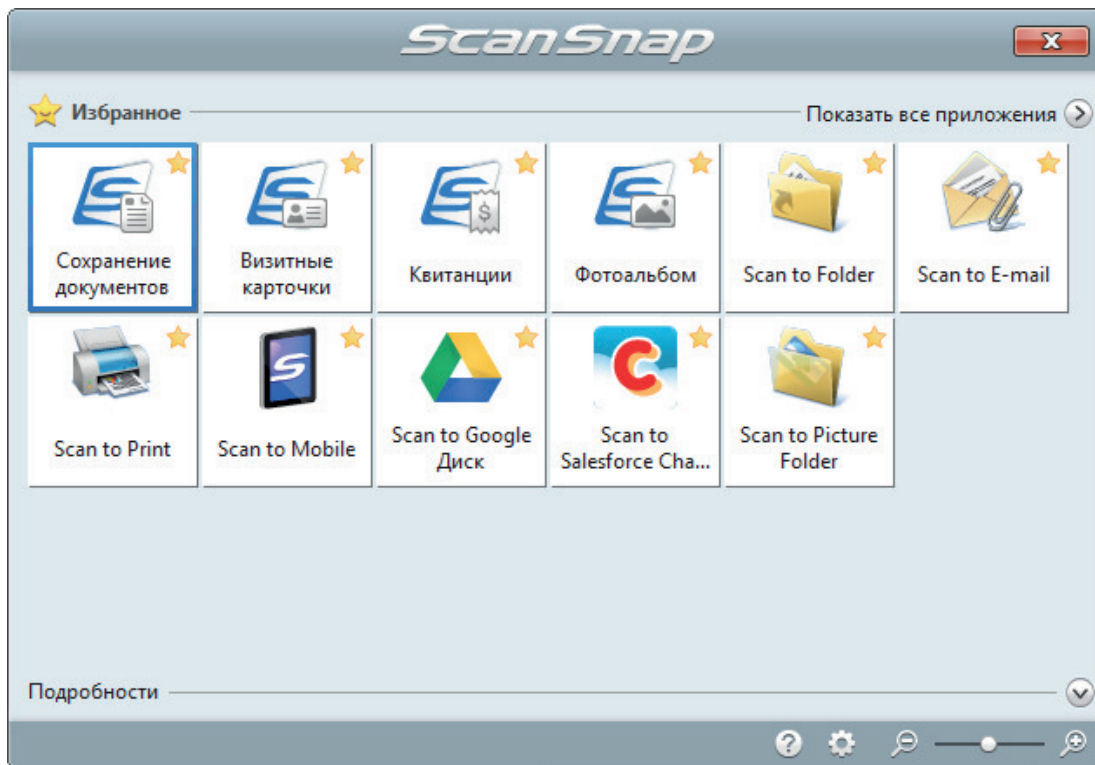 ScanSnap
Избранное
Показать все приложения
Сохранение
документов
Визитные
карточки
Квитанции
Фотоальбом
Scan to Folder
Scan to E-mail
Scan to Print
Scan to Mobile
Scan to Google
Диск
Scan to
Salesforce Cha...
Scan to Picture
Folder
Подробности